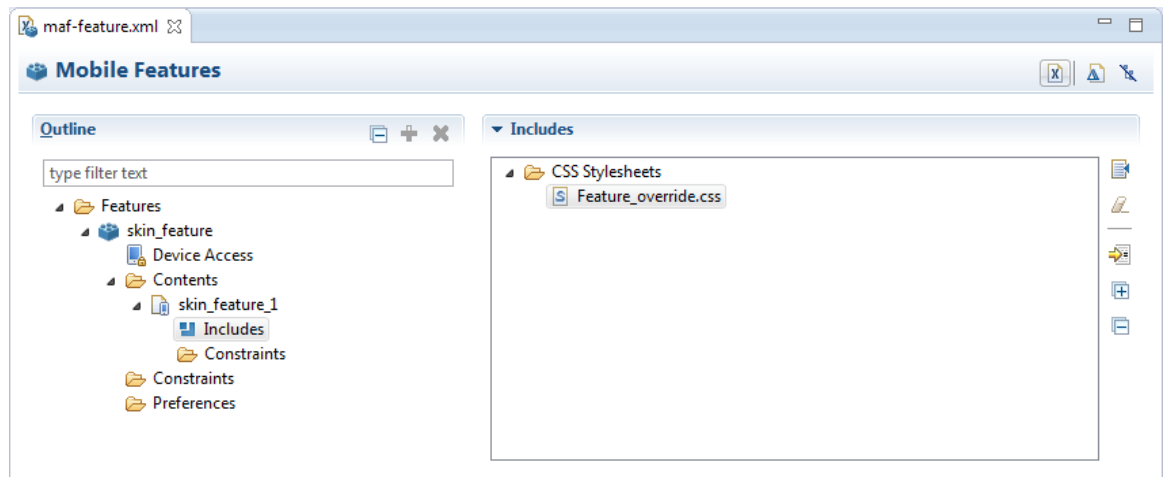 maf-feature.xml
Mobile Features
Outline
type filter text
Features
skin_feature
Device Access
Contents
skin_feature_1
Includes
Constraints
Constraints
Preferences
Includes
CSS Stylesheets
Feature_override.css